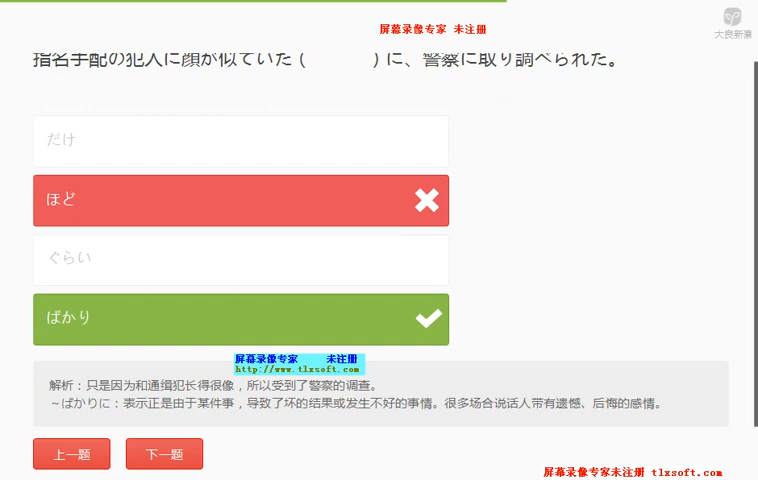 屏幕录像专家 未注册
大良新寨
指名手配の犯人に顔が似ていた（　　　）に、警察に取り調べられた。
だけ
ほど
ぐらい
ばかり
屏幕录像专家 未注册
http://www.tlxsoft.com
解析：只是因为和通缉犯长得很像，所以受到了警察的调查。
～ばかりに：表示正是由于某件事，导致了坏的结果或发生不好的事情。很多场合说话人带有遗憾、后悔的感情。
上一题 下一题
屏幕录像专家未注册 tlxsoft.com